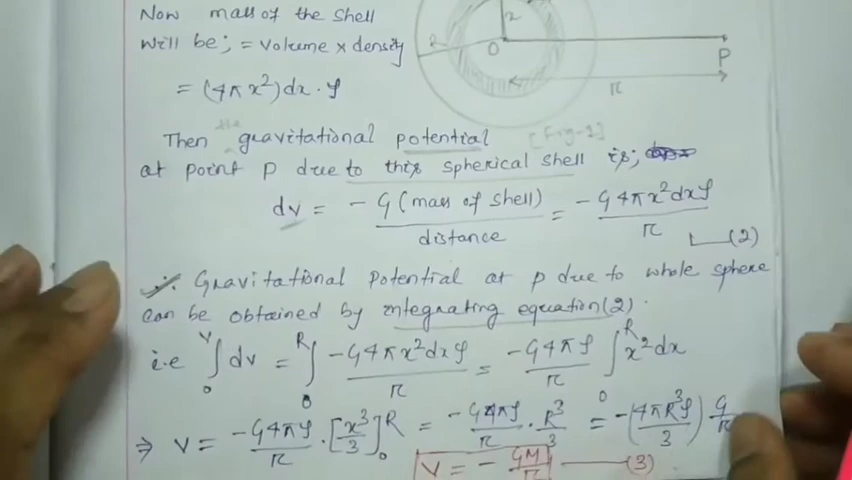 Now mass of the shell
will be; = volume x density
= (4πx²)dx·ρ
x
R
O
P
r
Then the gravitational potential [Fig-2]
at point P due to this spherical shell is;
dv = - G(mass of shell)/distance = - G4πx²dxρ/r (2)
∴ Gravitational Potential at P due to whole sphere
can be obtained by integrating equation(2).
i.e ∫₀ⱽ dv = ∫₀ᴿ -G4πx²dxρ/r = -G4πρ/r ∫₀ᴿ x²dx
⇒ V = -G4πρ/r · [x³/3]₀ᴿ = -G4πρ/r · R³/3 = -(4πR³ρ/3) G/r
V = - GM/r (3)